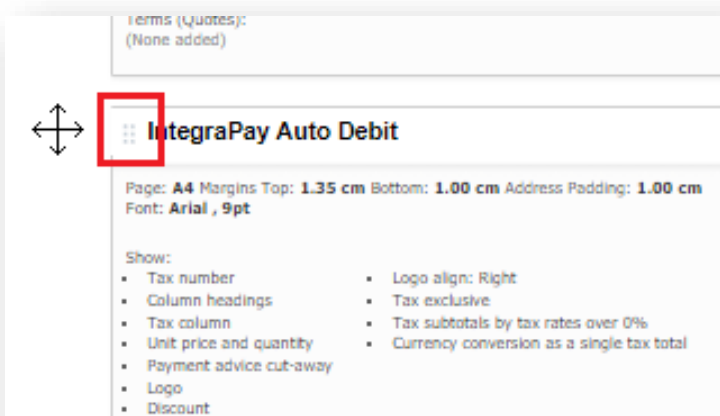 Terms (Quotes):
(None added)
IntegraPay Auto Debit
Page: A4 Margins Top: 1.35 cm Bottom: 1.00 cm Address Padding: 1.00 cm
Font: Arial , 9pt
Show:
• Tax number
• Column headings
• Tax column
• Unit price and quantity
• Payment advice cut-away
• Logo
• Discount
• Logo align: Right
• Tax exclusive
• Tax subtotals by tax rates over 0%
• Currency conversion as a single tax total